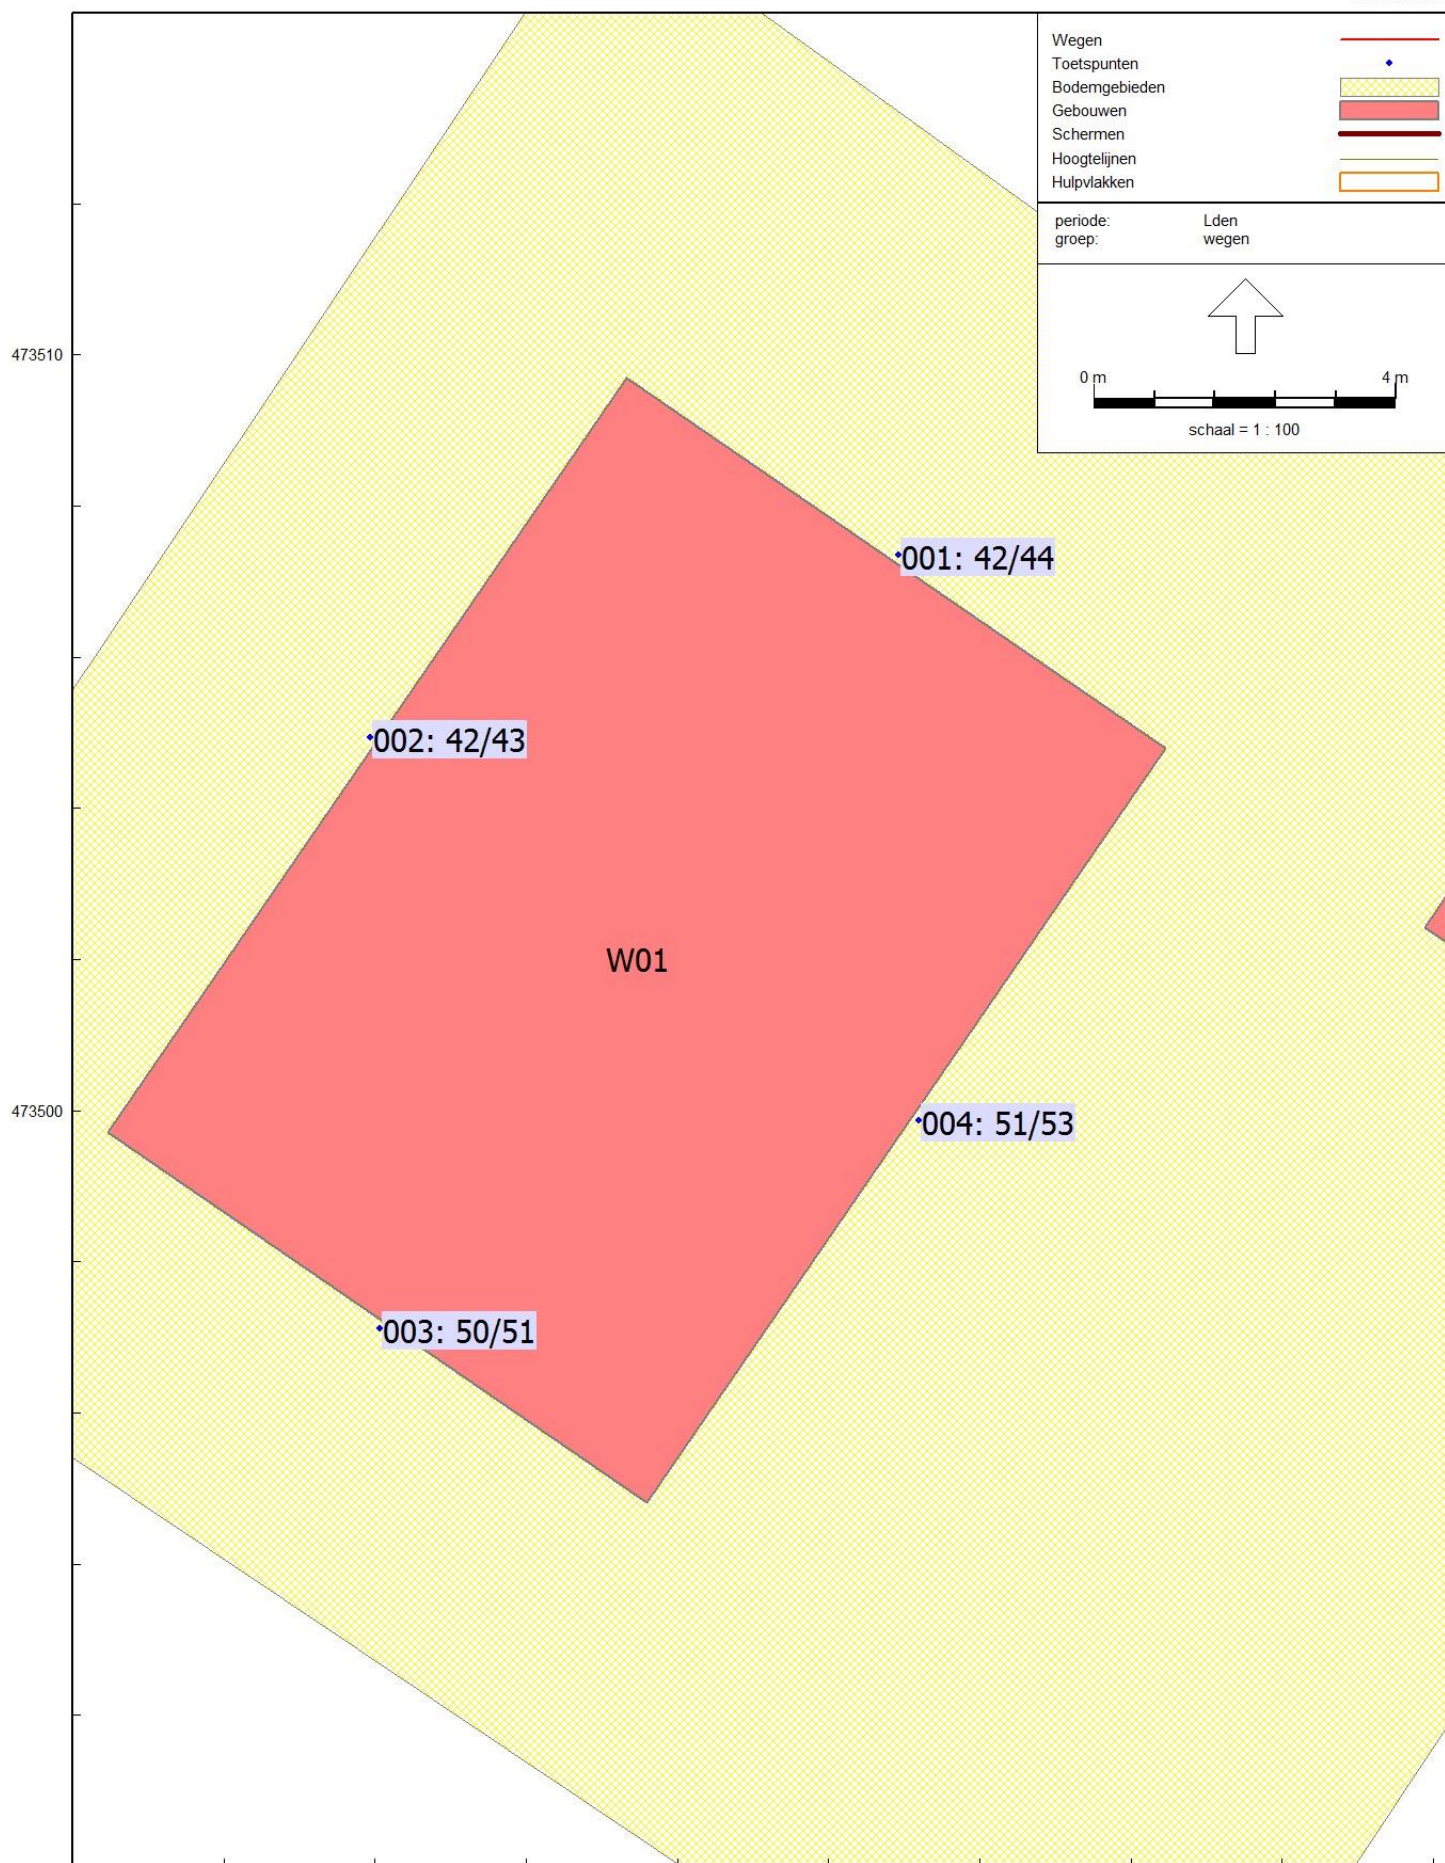 Wegen
Toetspunten
Bodemgebieden
Gebouwen
Schermen
Hoogtelijnen
Hulpvlakken
periode: Lden
groep: wegen
0 m 4 m
schaal = 1 : 100
473510
001: 42/44
002: 42/43
W01
473500
004: 51/53
003: 50/51